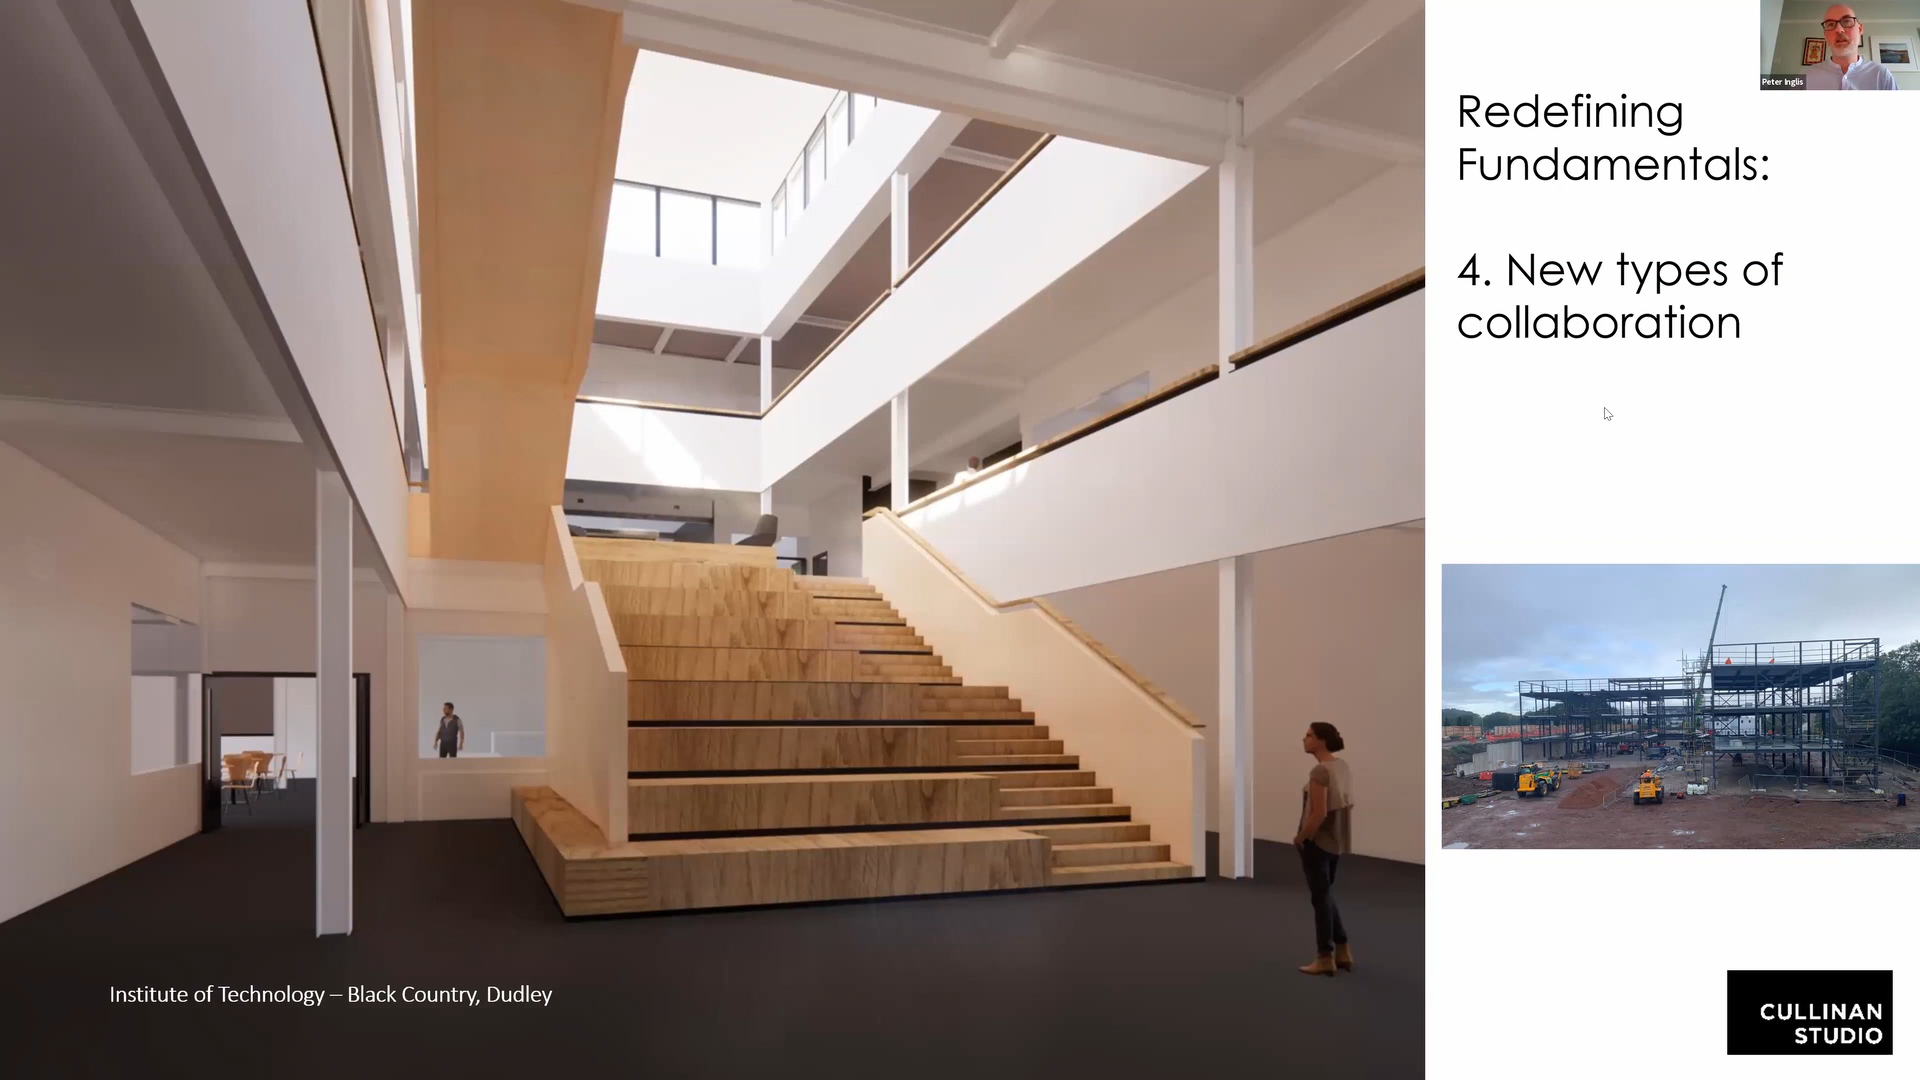 Peter Inglis
Redefining
Fundamentals:
4. New types of
collaboration
Institute of Technology – Black Country, Dudley
CULLINAN
STUDIO